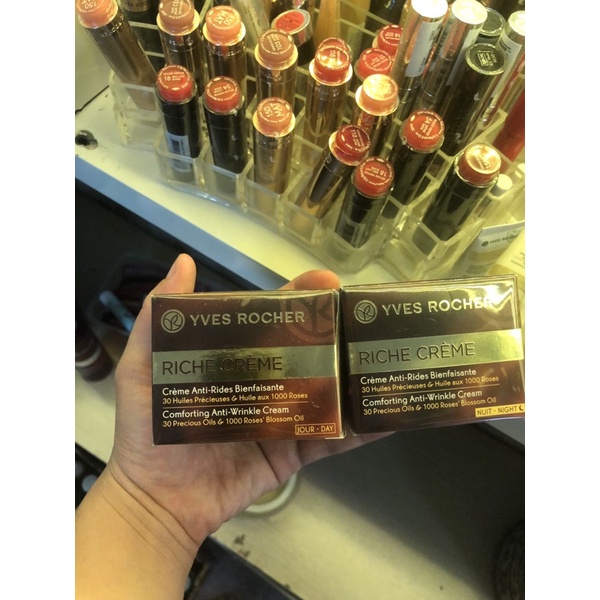 YVES ROCHER
RICHE CRÈME
Crème Anti-Rides Bienfaisante
30 Huiles Précieuses & Huile aux 1000 Roses
Comforting Anti-Wrinkle Cream
30 Precious Oils & 1000 Roses' Blossom Oil
JOUR • DAY
YVES ROCHER
RICHE CRÈME
Crème Anti-Rides Bienfaisante
30 Huiles Précieuses & Huile aux 1000 Roses
Comforting Anti-Wrinkle Cream
30 Precious Oils & 1000 Roses' Blossom Oil
NUIT • NIGHT
YVES ROCHER